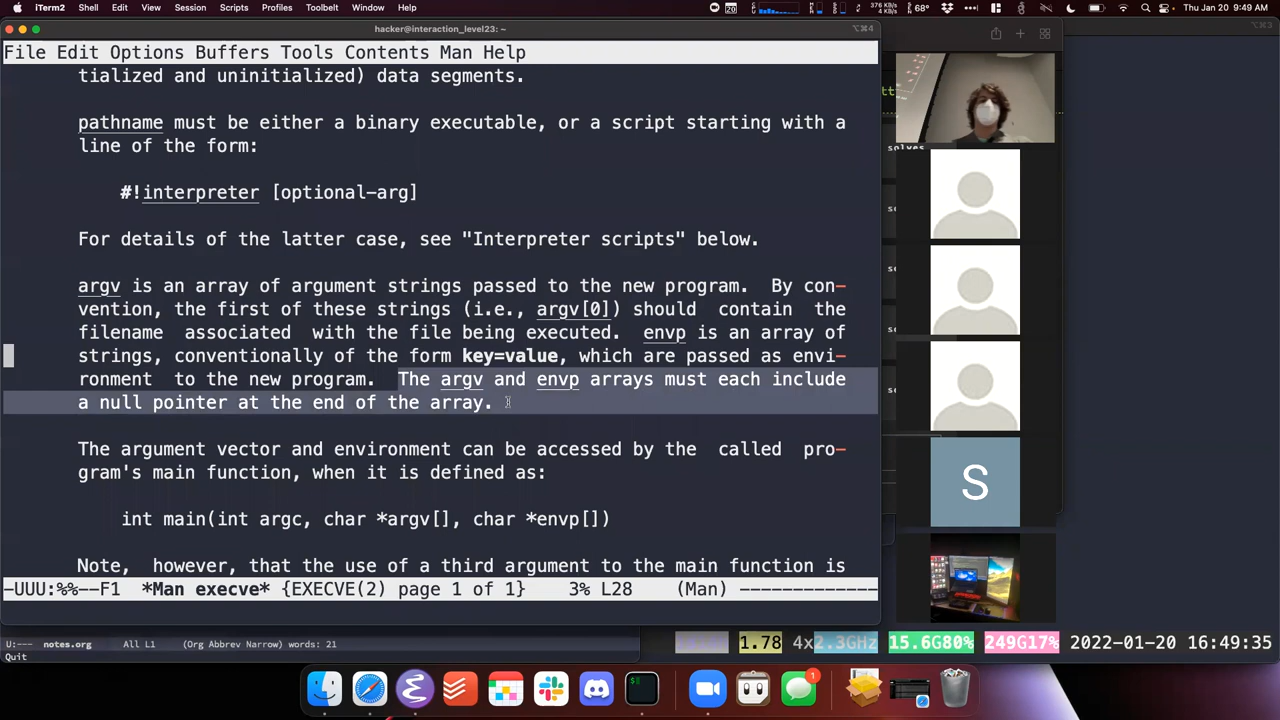 iTerm2 Shell Edit View Session Scripts Profiles Toolbelt Window Help
20 68° Thu Jan 20 9:49 AM
hacker@interaction_level23: ~ ⌥⌘4
⌥⌘3
File Edit Options Buffers Tools Contents Man Help
tialized and uninitialized) data segments.
pathname must be either a binary executable, or a script starting with a
line of the form:
#!interpreter [optional-arg]
For details of the latter case, see "Interpreter scripts" below.
argv is an array of argument strings passed to the new program.  By con-
vention, the first of these strings (i.e., argv[0]) should  contain  the
filename  associated  with the file being executed.  envp is an array of
strings, conventionally of the form key=value, which are passed as envi-
ronment  to the new program.  The argv and envp arrays must each include
a null pointer at the end of the array.
The argument vector and environment can be accessed by the  called  pro-
gram's main function, when it is defined as:
int main(int argc, char *argv[], char *envp[])
Note,  however, that the use of a third argument to the main function is
-UUU:%%--F1  *Man execve* {EXECVE(2) page 1 of 1}    3% L28    (Man) --------------
S
U:--- notes.org All L1 (Org Abbrev Narrow) words: 21
Quit
1.78 4x2.3GHz 15.6G80% 249G17% 2022-01-20 16:49:35
1